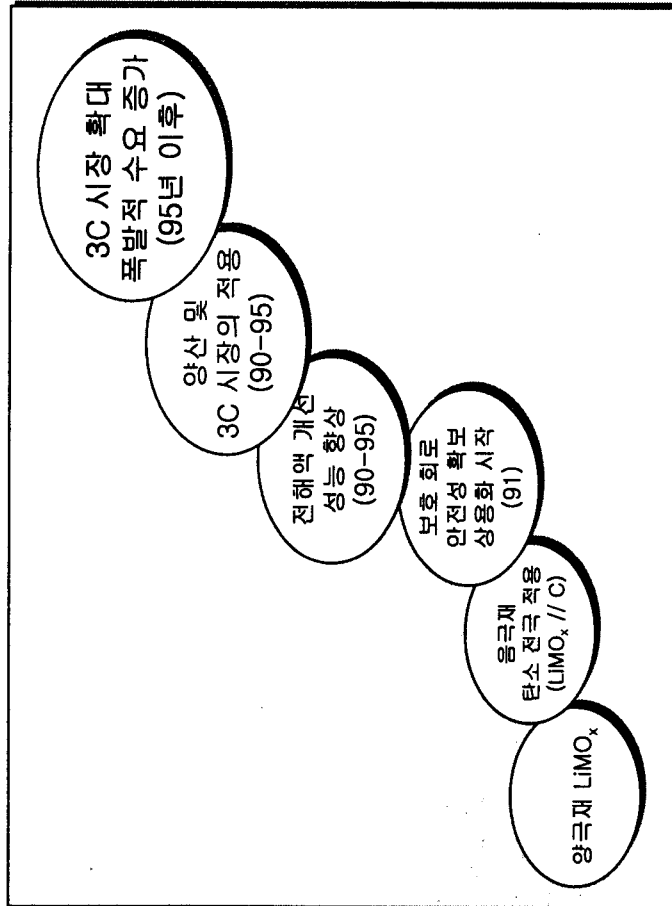 양극재 LiMOₓ
음극재
탄소 전극 적용
(LiMOₓ // C)
보호 회로
안전성 확보
상용화 시작
(91)
전해액 개선
성능 향상
(90-95)
양산 및
3C 시장의 적용
(90-95)
3C 시장 확대
폭발적 수요 증가
(95년 이후)